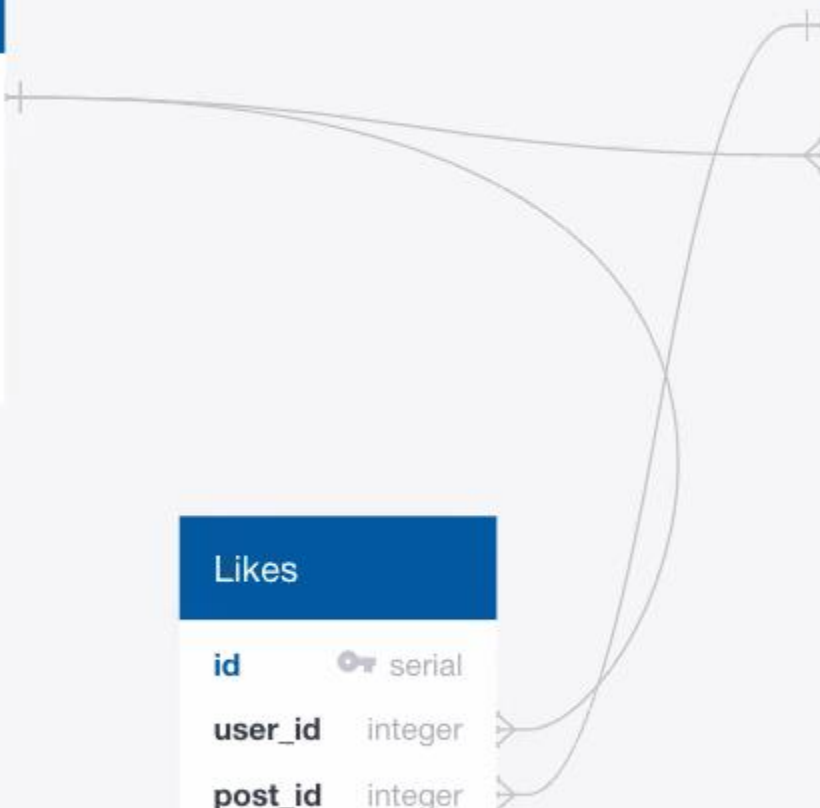 Likes
id serial
user_id integer
post_id integer